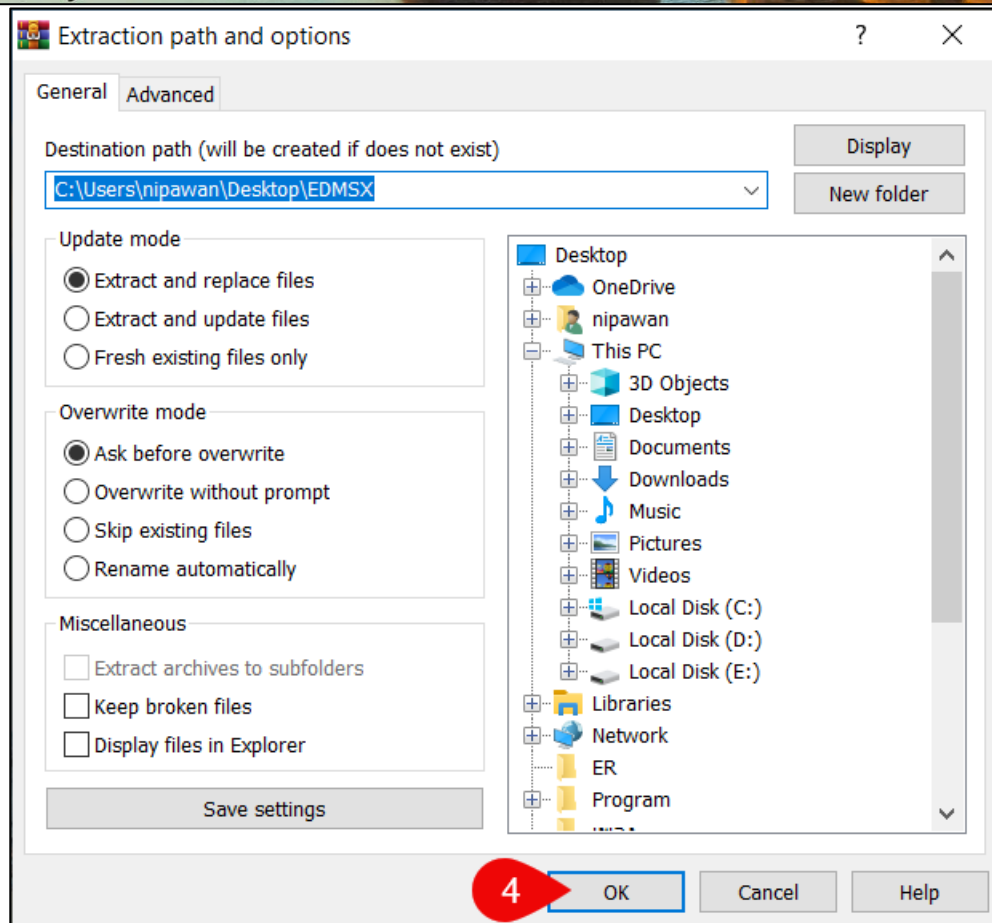 Extraction path and options
?
General
Advanced
Destination path (will be created if does not exist)
Display
C:\Users\nipawan\Desktop\EDMSX
New folder
Update mode
Extract and replace files
Extract and update files
Fresh existing files only
Overwrite mode
Ask before overwrite
Overwrite without prompt
Skip existing files
Rename automatically
Miscellaneous
Extract archives to subfolders
Keep broken files
Display files in Explorer
Save settings
Desktop
OneDrive
nipawan
This PC
3D Objects
Desktop
Documents
Downloads
Music
Pictures
Videos
Local Disk (C:)
Local Disk (D:)
Local Disk (E:)
Libraries
Network
ER
Program
4
OK
Cancel
Help